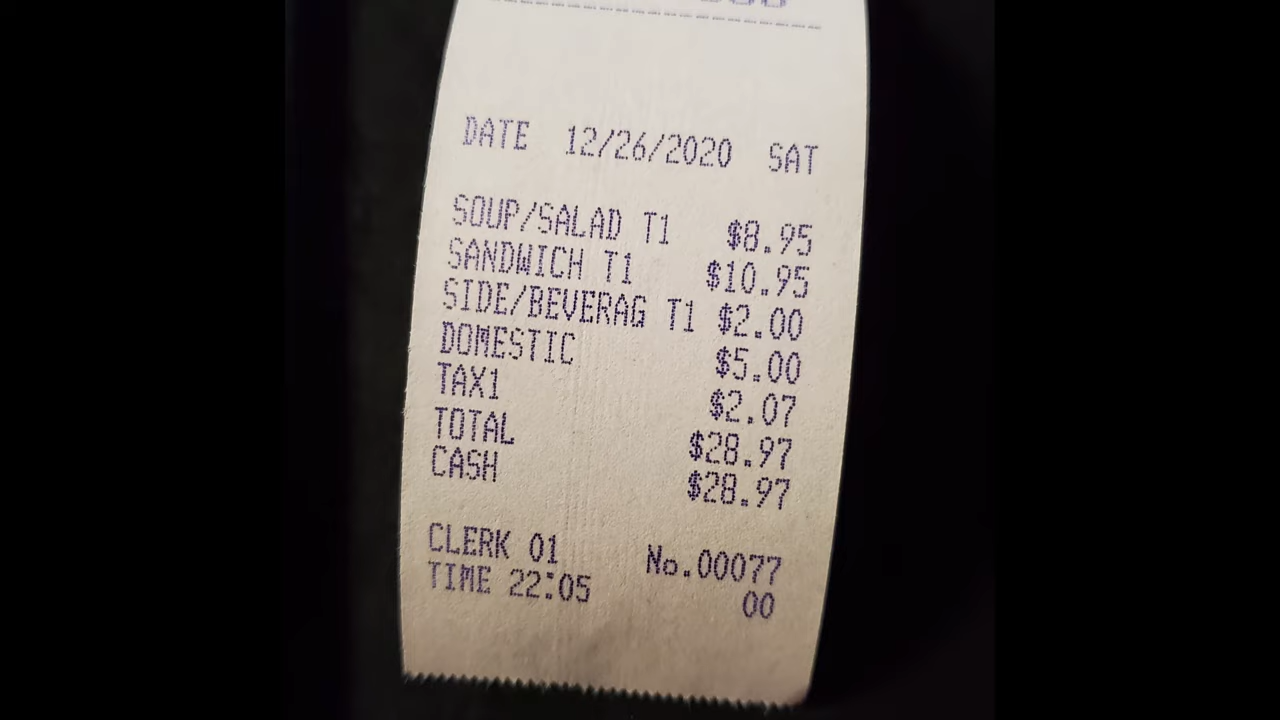 DATE 12/26/2020 SAT
SOUP/SALAD T1 $8.95
SANDWICH T1 $10.95
SIDE/BEVERAG T1 $2.00
DOMESTIC $5.00
TAX1 $2.07
TOTAL $28.97
CASH $28.97
CLERK 01 No.00077
TIME 22:05 00